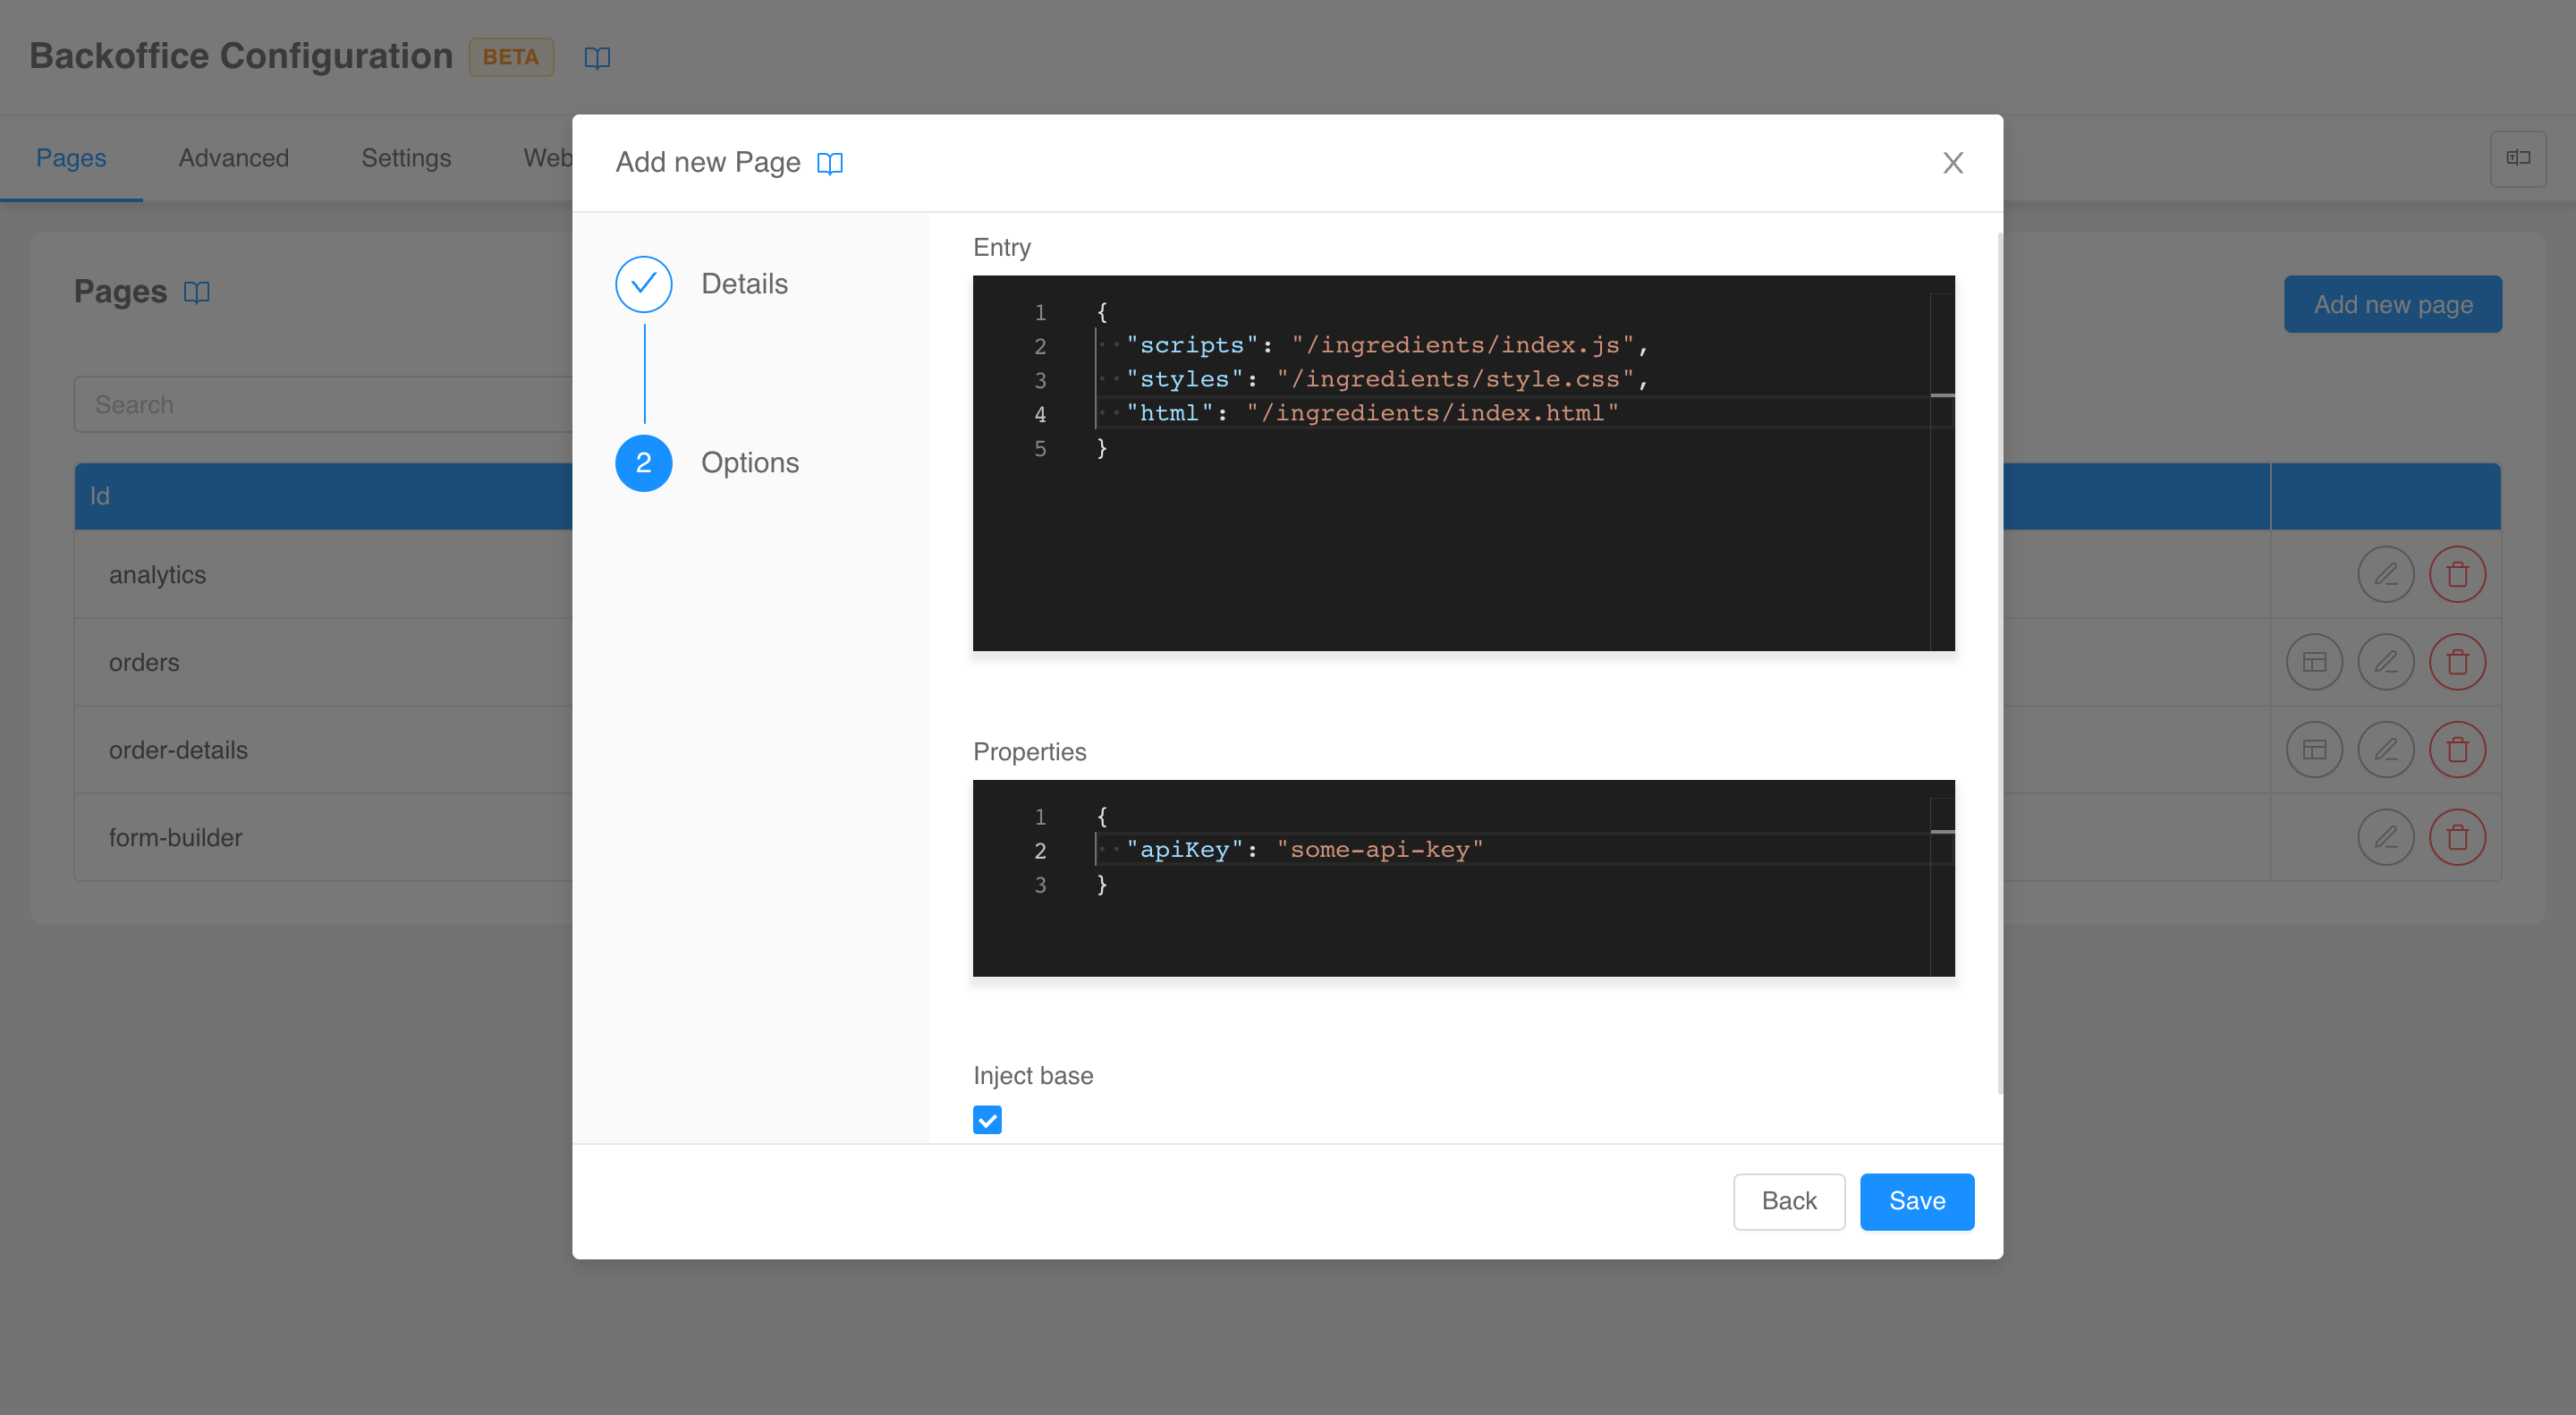 Backoffice Configuration BETA
Pages Advanced Settings Web
Add new Page
Details
2 Options
Entry
1 {
2 "scripts": "/ingredients/index.js",
3 "styles": "/ingredients/style.css",
4 "html": "/ingredients/index.html"
5 }
Properties
1 {
2 "apiKey": "some-api-key"
3 }
Inject base
Back Save
Pages
Add new page
Search
Id
analytics
orders
order-details
form-builder